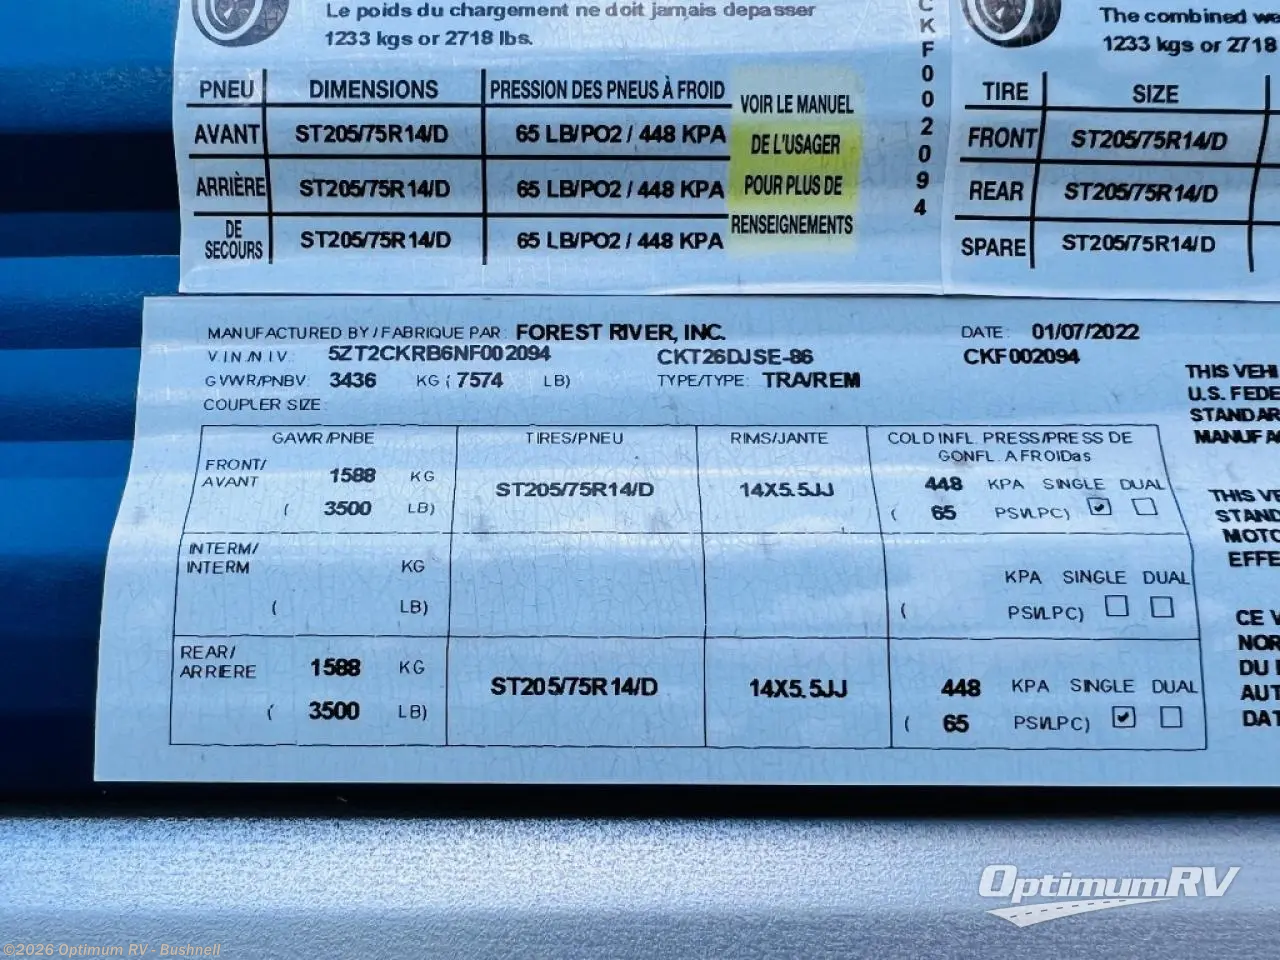 Le poids du chargement ne doit jamais depasser
1233 kgs or 2718 lbs.
PNEU DIMENSIONS PRESSION DES PNEUS À FROID
AVANT ST205/75R14/D 65 LB/PO2 / 448 KPA
ARRIÈRE ST205/75R14/D 65 LB/PO2 / 448 KPA
DE SECOURS ST205/75R14/D 65 LB/PO2 / 448 KPA
VOIR LE MANUEL
DE L'USAGER
POUR PLUS DE
RENSEIGNEMENTS
CKF002094
The combined we
1233 kgs or 2718
TIRE SIZE
FRONT ST205/75R14/D
REAR ST205/75R14/D
SPARE ST205/75R14/D
MANUFACTURED BY / FABRIQUE PAR: FOREST RIVER, INC. DATE: 01/07/2022
V.I.N./N.I.V.: 5ZT2CKRB6NF002094 CKT26DJSE-86 CKF002094
GVWR/PNBV: 3436 KG ( 7574 LB) TYPE/TYPE: TRA/REM
COUPLER SIZE:
GAWR/PNBE TIRES/PNEU RIMS/JANTE COLD INFL. PRESS/PRESS DE
GONFL. A FROIDas
FRONT/
AVANT 1588 KG ST205/75R14/D 14X5.5JJ 448 KPA SINGLE DUAL
( 3500 LB) ( 65 PSI/LPC)
INTERM/
INTERM KG KPA SINGLE DUAL
( LB) ( PSI/LPC)
REAR/
ARRIERE 1588 KG ST205/75R14/D 14X5.5JJ 448 KPA SINGLE DUAL
( 3500 LB) ( 65 PSI/LPC)
THIS VEHI
U.S. FEDE
STANDAR
MANUFA
THIS VE
STAND
MOTO
EFFE
CE V
NOR
DU
AUT
DAT
OptimumRV
©2026 Optimum RV - Bushnell